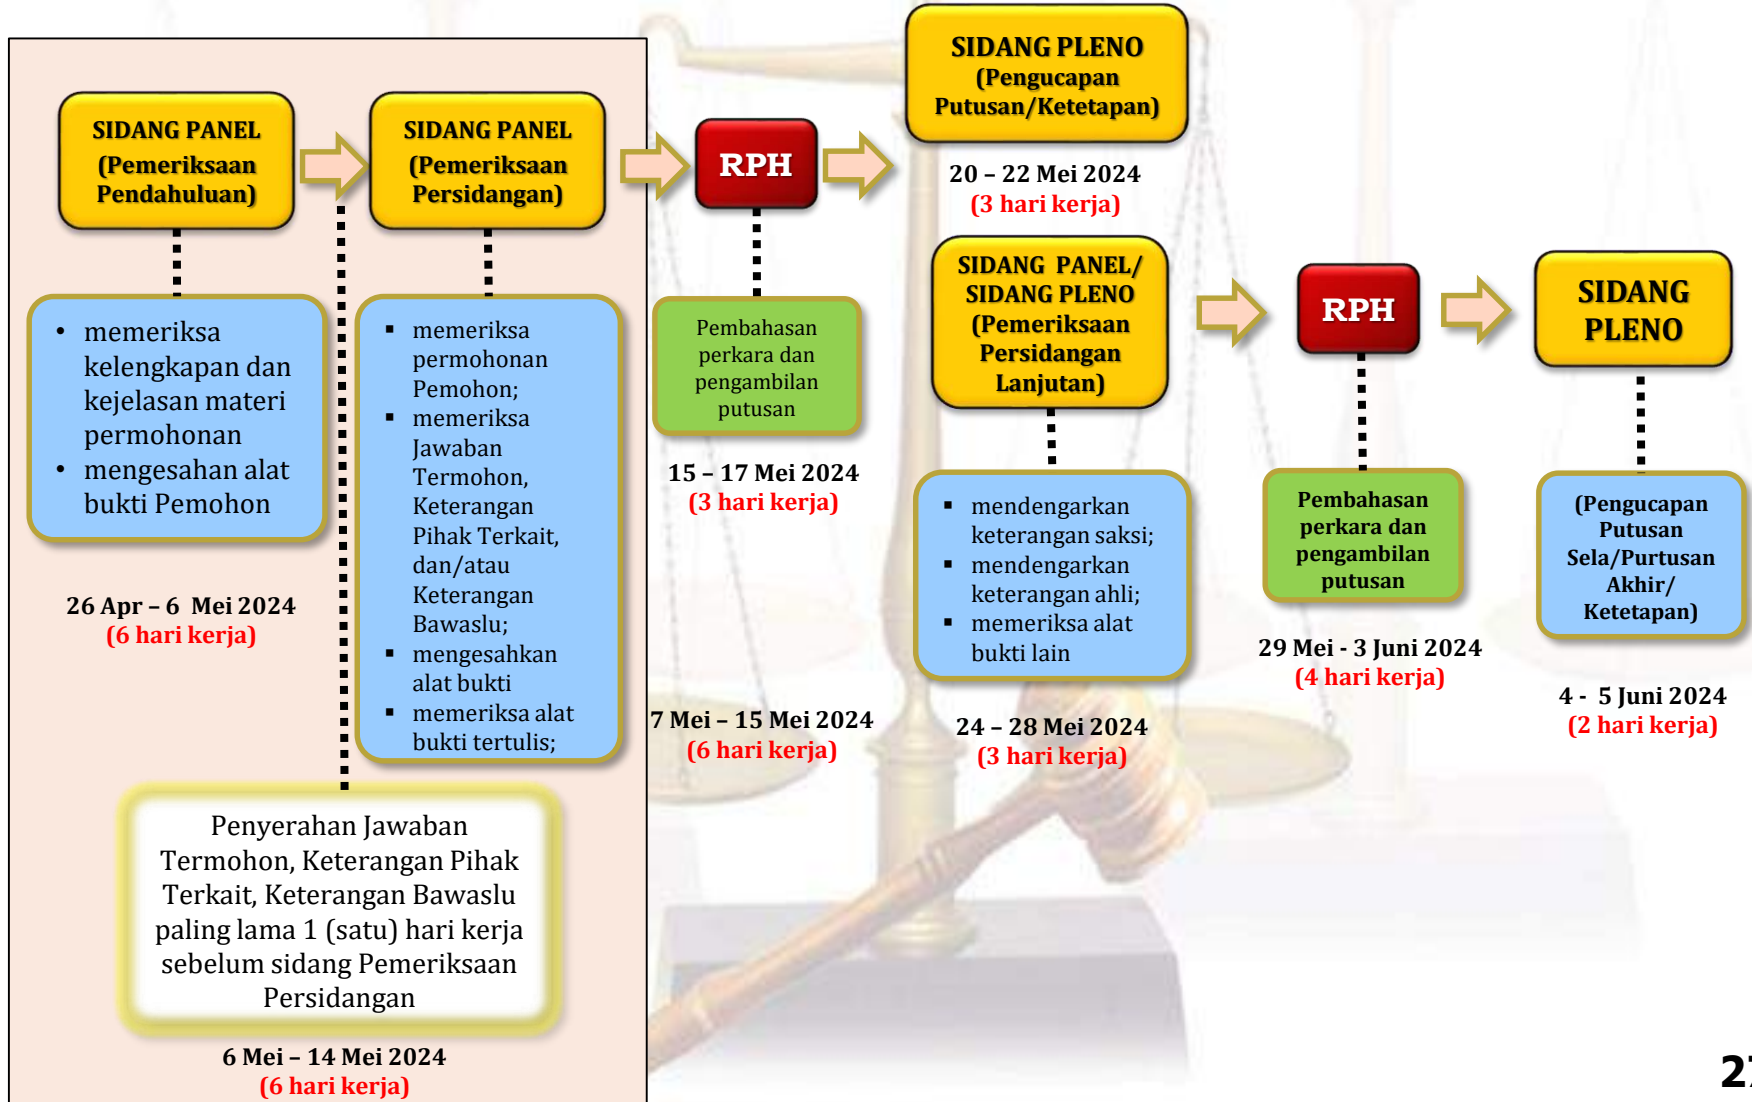 SIDANG PANEL
(Pemeriksaan
Pendahuluan)
• memeriksa
kelengkapan dan
kejelasan materi
permohonan
• mengesahan alat
bukti Pemohon
26 Apr – 6 Mei 2024
(6 hari kerja)
SIDANG PANEL
(Pemeriksaan
Persidangan)
▪ memeriksa
permohonan
Pemohon;
▪ memeriksa
Jawaban
Termohon,
Keterangan
Pihak Terkait,
dan/atau
Keterangan
Bawaslu;
▪ mengesahkan
alat bukti
▪ memeriksa alat
bukti tertulis;
7 Mei – 15 Mei 2024
(6 hari kerja)
Penyerahan Jawaban
Termohon, Keterangan Pihak
Terkait, Keterangan Bawaslu
paling lama 1 (satu) hari kerja
sebelum sidang Pemeriksaan
Persidangan
6 Mei – 14 Mei 2024
(6 hari kerja)
RPH
Pembahasan
perkara dan
pengambilan
putusan
15 – 17 Mei 2024
(3 hari kerja)
SIDANG PLENO
(Pengucapan
Putusan/Ketetapan)
20 – 22 Mei 2024
(3 hari kerja)
SIDANG PANEL/
SIDANG PLENO
(Pemeriksaan
Persidangan
Lanjutan)
▪ mendengarkan
keterangan saksi;
▪ mendengarkan
keterangan ahli;
▪ memeriksa alat
bukti lain
24 – 28 Mei 2024
(3 hari kerja)
RPH
Pembahasan
perkara dan
pengambilan
putusan
29 Mei - 3 Juni 2024
(4 hari kerja)
SIDANG
PLENO
(Pengucapan
Putusan
Sela/Purtusan
Akhir/
Ketetapan)
4 - 5 Juni 2024
(2 hari kerja)
27